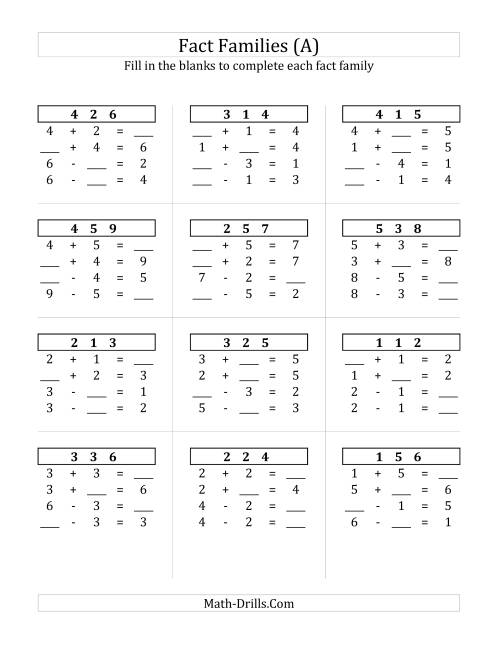 Fact Families (A)
Fill in the blanks to complete each fact family
4 2 6
4 + 2 = ___
___ + 4 = 6
6 - ___ = 2
6 - ___ = 4
3 1 4
___ + 1 = 4
1 + ___ = 4
___ - 3 = 1
___ - 1 = 3
4 1 5
4 + ___ = 5
1 + ___ = 5
___ - 4 = 1
___ - 1 = 4
4 5 9
4 + 5 = ___
___ + 4 = 9
___ - 4 = 5
9 - 5 = ___
2 5 7
___ + 5 = 7
___ + 2 = 7
7 - 2 = ___
___ - 5 = 2
5 3 8
5 + 3 = ___
3 + ___ = 8
8 - 5 = ___
8 - 3 = ___
2 1 3
2 + 1 = ___
___ + 2 = 3
3 - ___ = 1
3 - ___ = 2
3 2 5
3 + ___ = 5
2 + ___ = 5
___ - 3 = 2
5 - ___ = 3
1 1 2
___ + 1 = 2
1 + ___ = 2
2 - 1 = ___
2 - 1 = ___
3 3 6
3 + 3 = ___
3 + ___ = 6
6 - 3 = ___
___ - 3 = 3
2 2 4
2 + 2 = ___
2 + ___ = 4
4 - 2 = ___
4 - 2 = ___
1 5 6
1 + 5 = ___
5 + ___ = 6
___ - 1 = 5
6 - ___ = 1
Math-Drills.Com